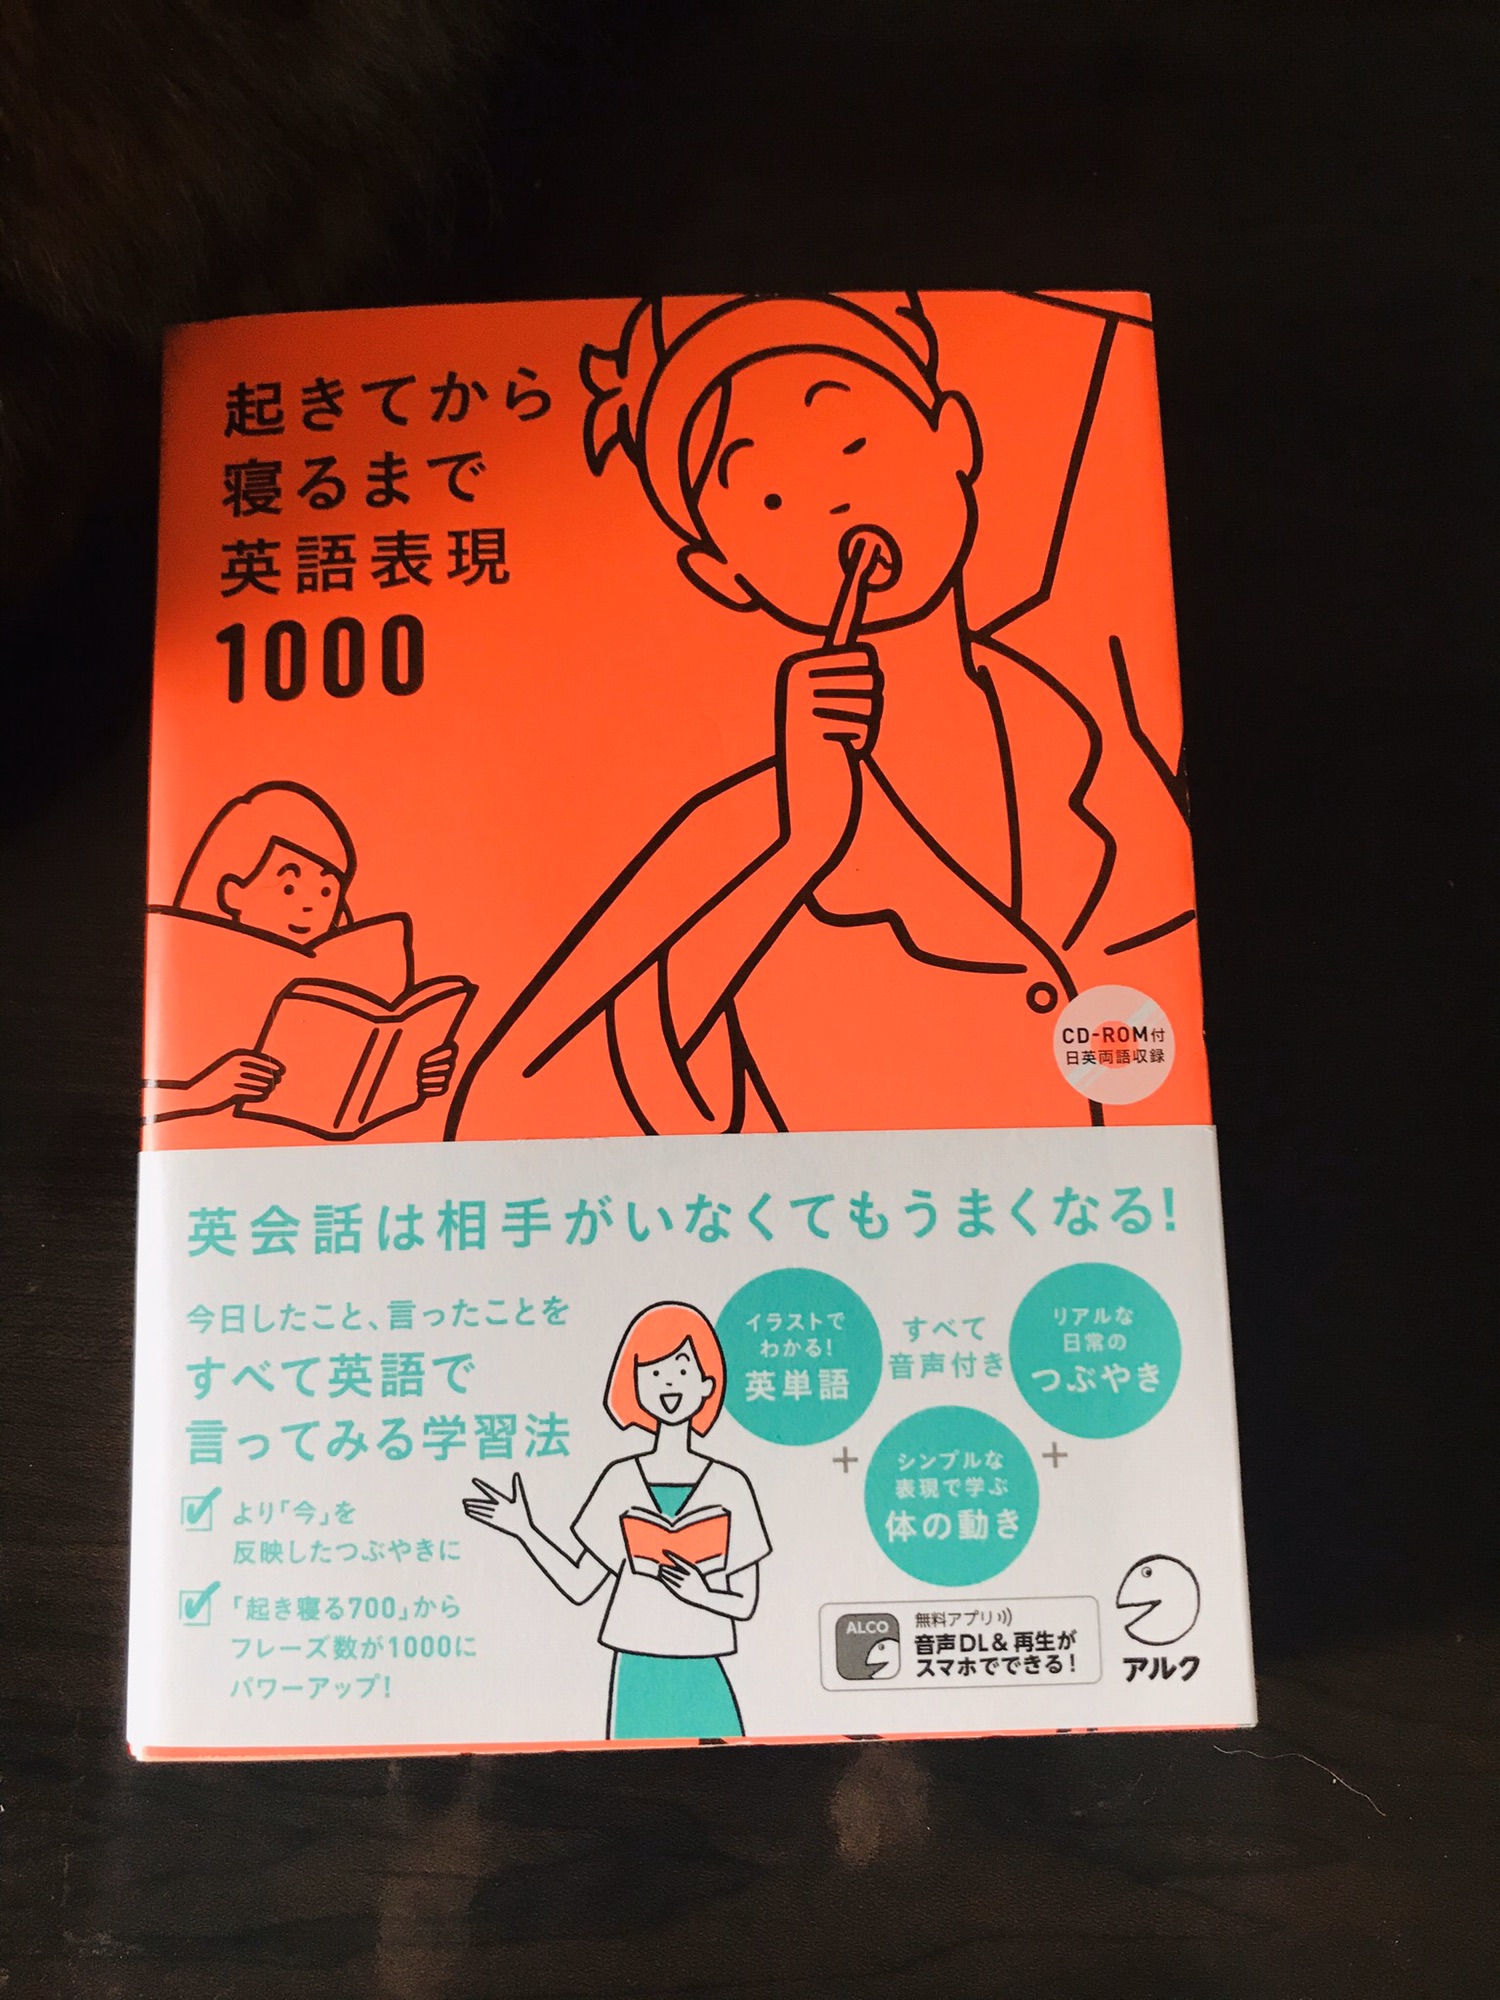 起きてから
寝るまで
英語表現
1000
CD-ROM付
日英両語収録
英会話は相手がいなくてもうまくなる!
今日したこと、言ったことを
すべて英語で
言ってみる学習法
より「今」を
反映したつぶやきに
「起き寝る700」から
フレーズ数が1000に
パワーアップ!
イラストで
わかる!
英単語
すべて
音声付き
リアルな
日常の
つぶやき
+
+
シンプルな
表現で学ぶ
体の動き
ALCO
無料アプリ
音声DL&再生が
スマホでできる!
アルク